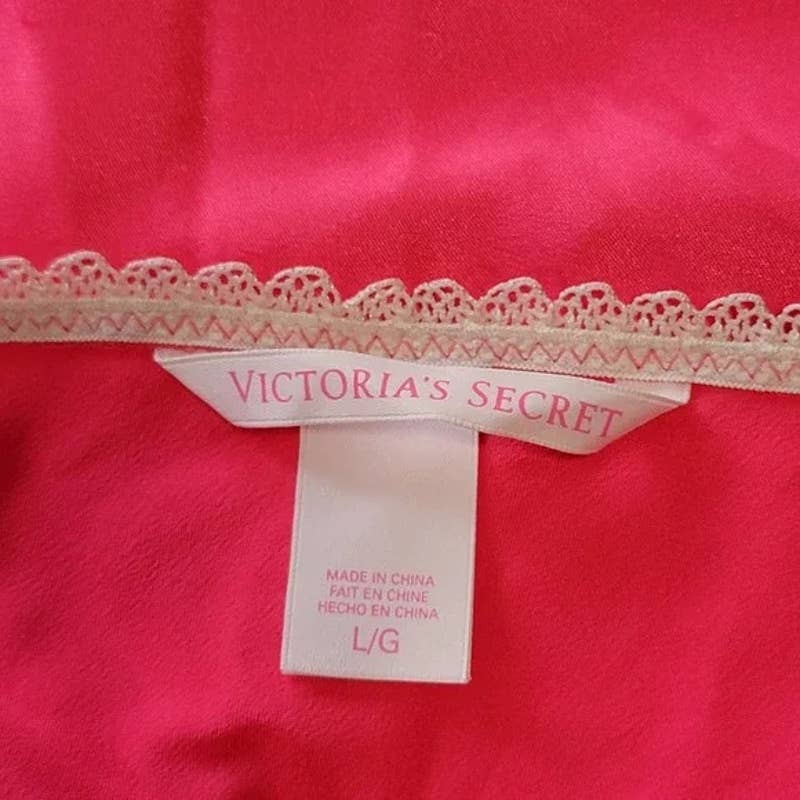 VICTORIA'S SECRET
MADE IN CHINA
FAIT EN CHINE
HECHO EN CHINA
L/G